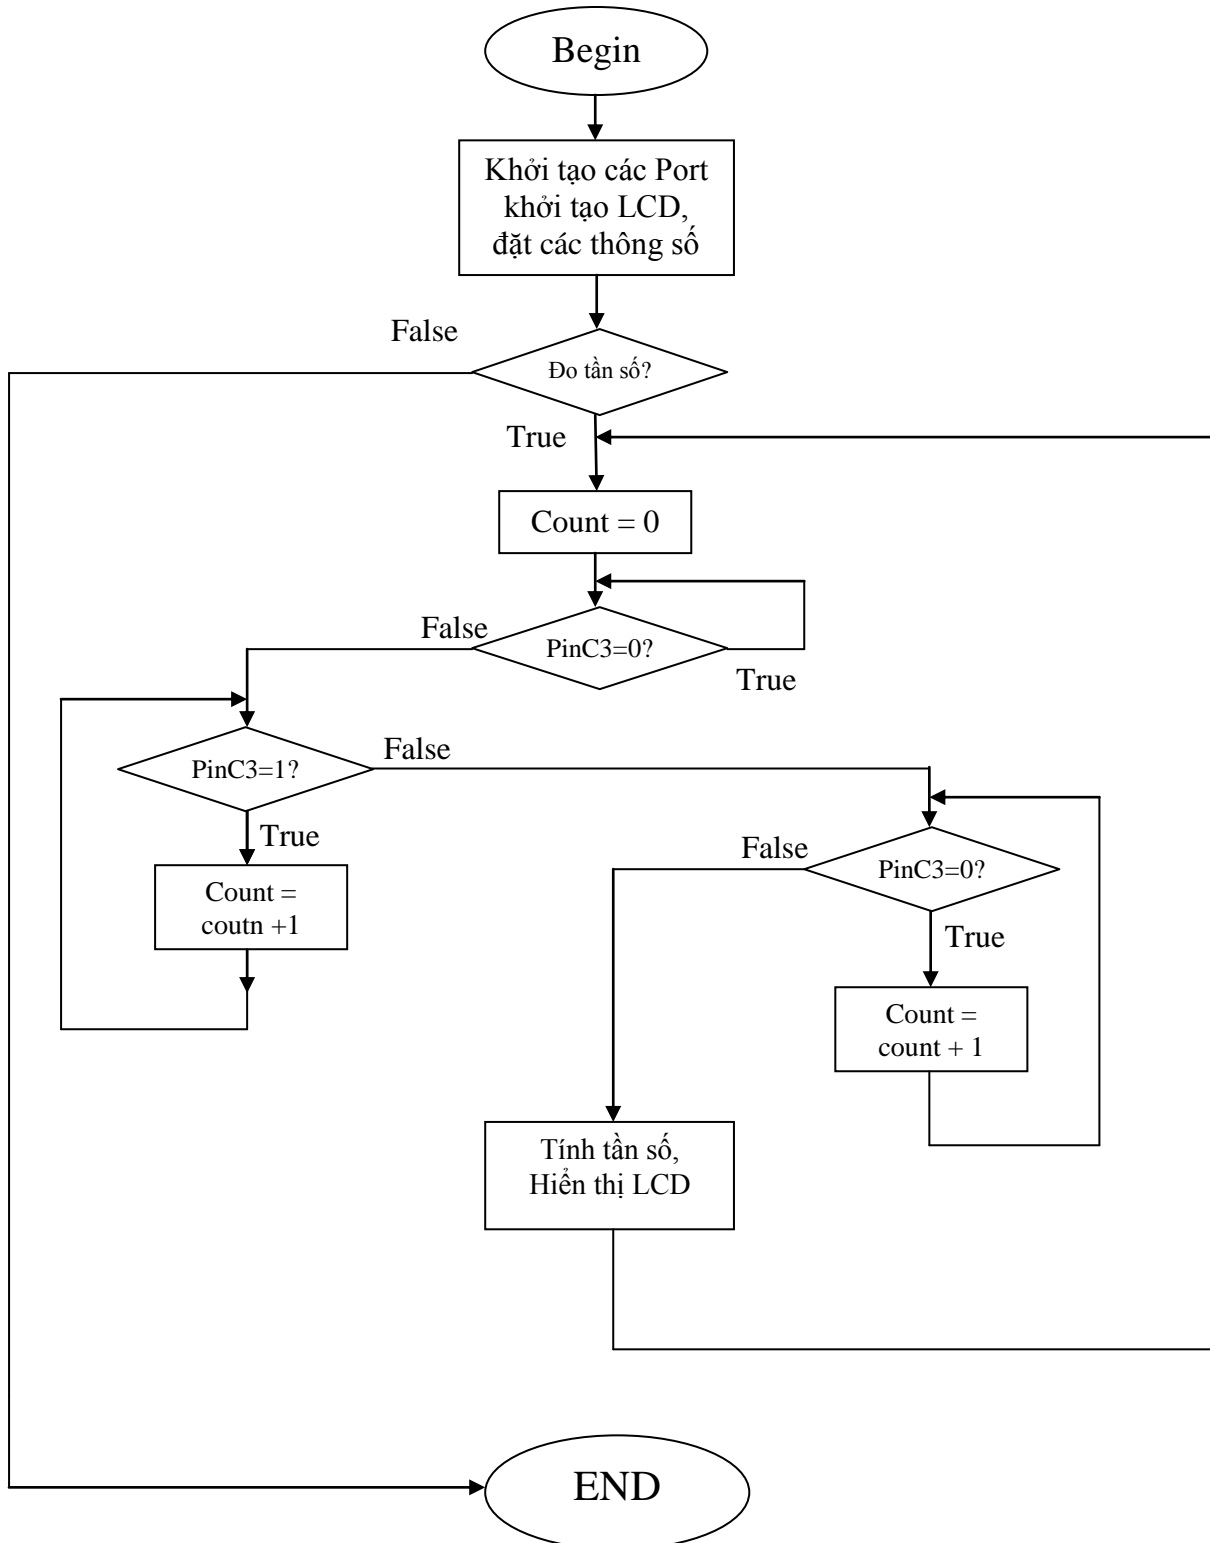 Begin
Khởi tạo các Port
khởi tạo LCD,
đặt các thông số
False
Đo tần số?
True
Count = 0
False
PinC3=0?
True
PinC3=1?
False
True
Count =
coutn +1
False
PinC3=0?
True
Count =
count + 1
Tính tần số,
Hiển thị LCD
END